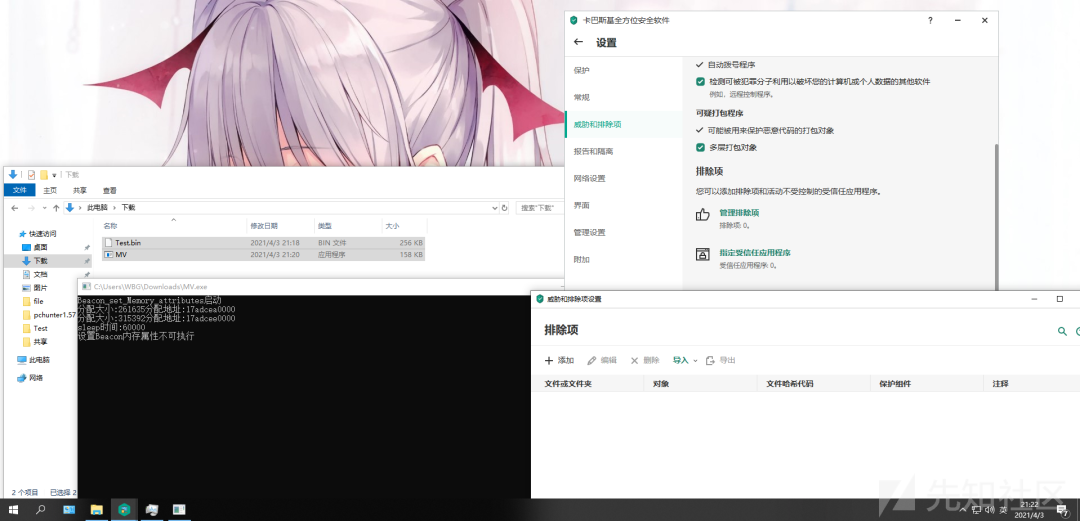 卡巴斯基全方位安全软件
设置
保护
常规
威胁和排除项
报告和隔离
网络设置
界面
管理设置
附加
自动拨号程序
检测可被犯罪分子利用以破坏您的计算机或个人数据的其他软件
例如，远程控制程序。
可疑打包程序
可能被用来保护恶意代码的打包对象
多层打包对象
排除项
您可以添加排除项和活动不受控制的受信任应用程序。
管理排除项
排除项: 0。
指定受信任应用程序
受信任应用程序: 0。
下载
文件 主页 共享 查看
此电脑 下载
搜索"下载"
名称 修改日期 类型 大小
Test.bin 2021/4/3 21:18 BIN 文件 256 KB
MV 2021/4/3 21:20 应用程序 158 KB
快速访问
桌面
下载
文档
图片
file
pchunter1.57
Test
共享
此电脑
网络
2 个项目 已选择 2
C:\Users\WBG\Downloads\MV.exe
Beacon_set_Memory_attributes启动
分配大小:261635分配地址:17adcea0000
分配大小:315392分配地址:17adcee0000
sleep时间:60000
设置Beacon内存属性不可执行
威胁和排除项设置
排除项
添加 编辑 删除 导入 导出
文件或文件夹 对象 文件哈希代码 保护组件 注释
先知社区
英
21:22
2021/4/3
7